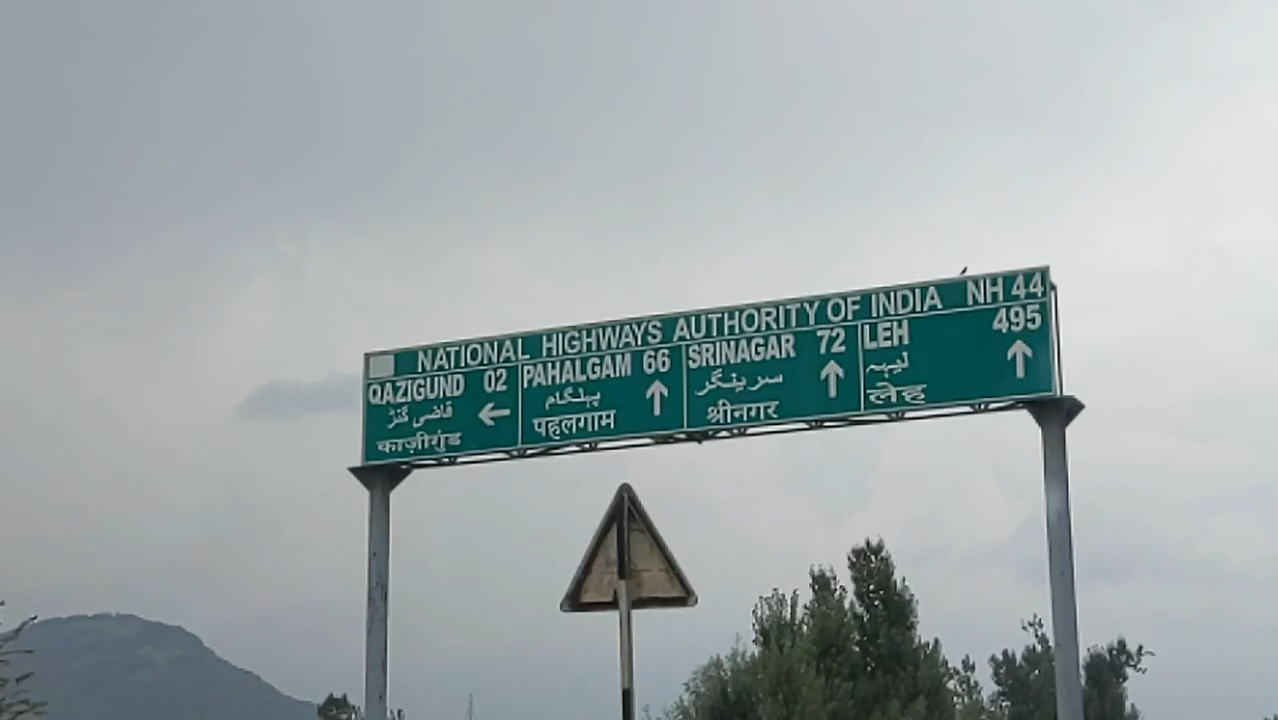 NATIONAL HIGHWAYS AUTHORITY OF INDIA NH 44
QAZIGUND 02
قاضی گنڑ
काज़ीगुंड
PAHALGAM 66
پہلگام
पहलगाम
SRINAGAR 72
سرینگر
श्रीनगर
LEH 495
لیہہ
लेह